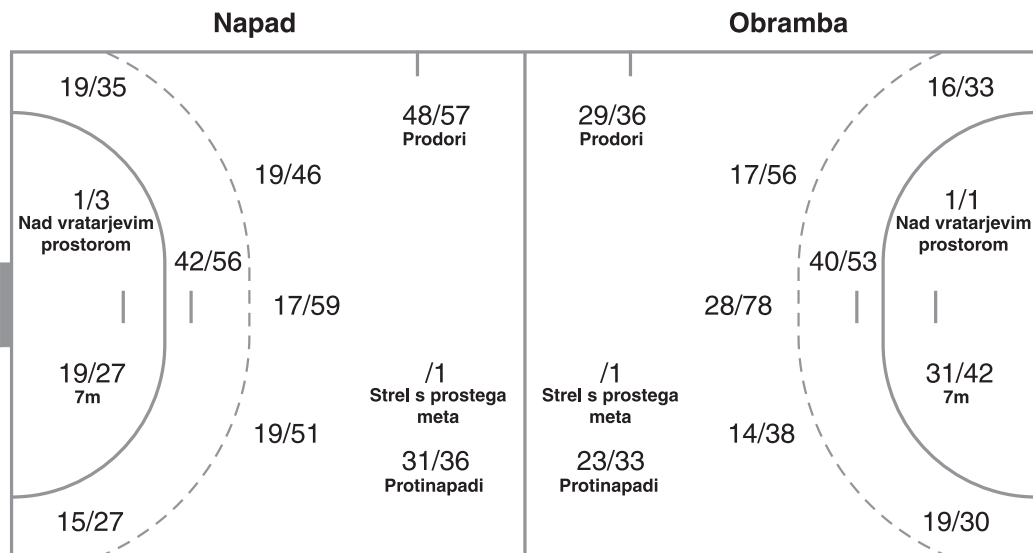 Napad
Obramba
19/35
48/57
Prodori
19/46
1/3
Nad vratarjevim
prostorom
42/56
17/59
19/27
7m
/1
Strel s prostega
meta
19/51
31/36
Protinapadi
15/27
16/33
29/36
Prodori
17/56
1/1
Nad vratarjevim
prostorom
40/53
28/78
/1
Strel s prostega
meta
31/42
7m
14/38
23/33
Protinapadi
19/30